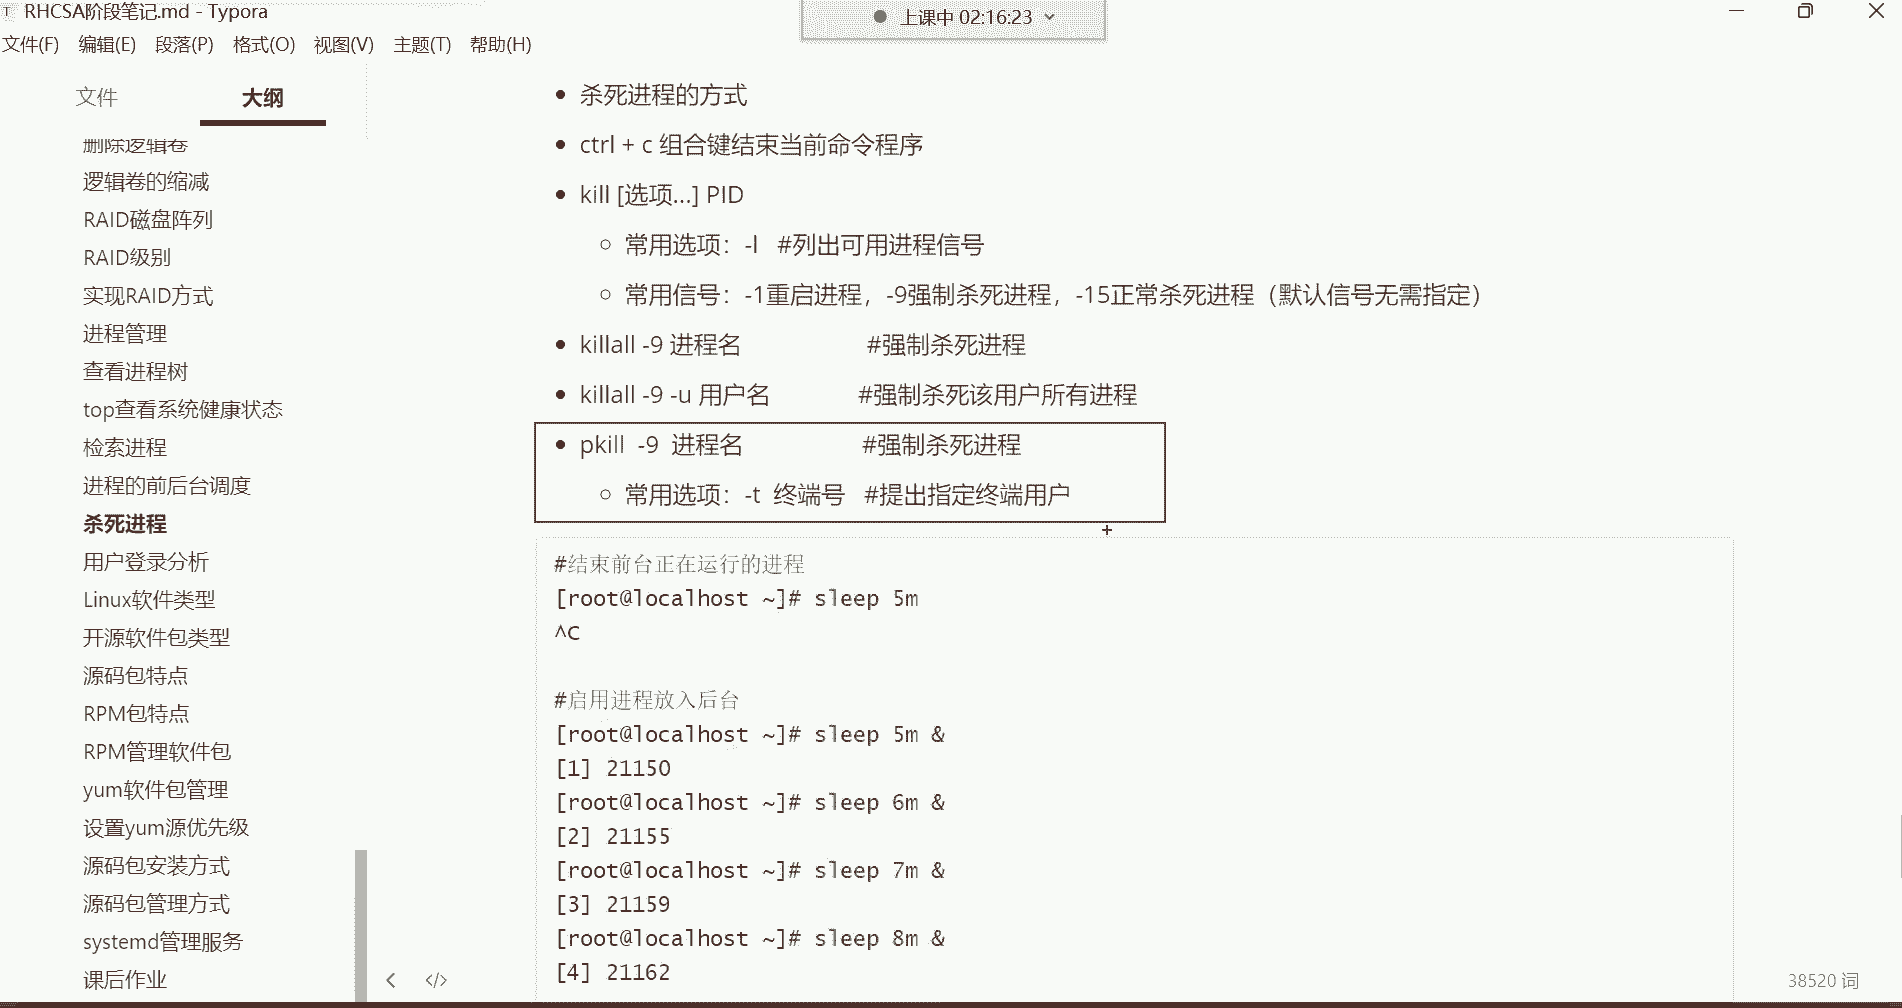 RHCSA阶段笔记.md - Typora
上课中 02:16:23
文件(F) 编辑(E) 段落(P) 格式(O) 视图(V) 主题(T) 帮助(H)
文件 大纲
删除逻辑卷
逻辑卷的缩减
RAID磁盘阵列
RAID级别
实现RAID方式
进程管理
查看进程树
top查看系统健康状态
检索进程
进程的前后台调度
杀死进程
用户登录分析
Linux软件类型
开源软件包类型
源码包特点
RPM包特点
RPM管理软件包
yum软件包管理
设置yum源优先级
源码包安装方式
源码包管理方式
systemd管理服务
课后作业
杀死进程的方式
ctrl + c 组合键结束当前命令程序
kill [选项...] PID
常用选项：-l #列出可用进程信号
常用信号：-1重启进程，-9强制杀死进程，-15正常杀死进程（默认信号无需指定）
killall -9 进程名 #强制杀死进程
killall -9 -u 用户名 #强制杀死该用户所有进程
pkill -9 进程名 #强制杀死进程
常用选项：-t 终端号 #提出指定终端用户
#结束前台正在运行的进程
[root@localhost ~]# sleep 5m
^C
#启用进程放入后台
[root@localhost ~]# sleep 5m &
[1] 21150
[root@localhost ~]# sleep 6m &
[2] 21155
[root@localhost ~]# sleep 7m &
[3] 21159
[root@localhost ~]# sleep 8m &
[4] 21162
38520 词